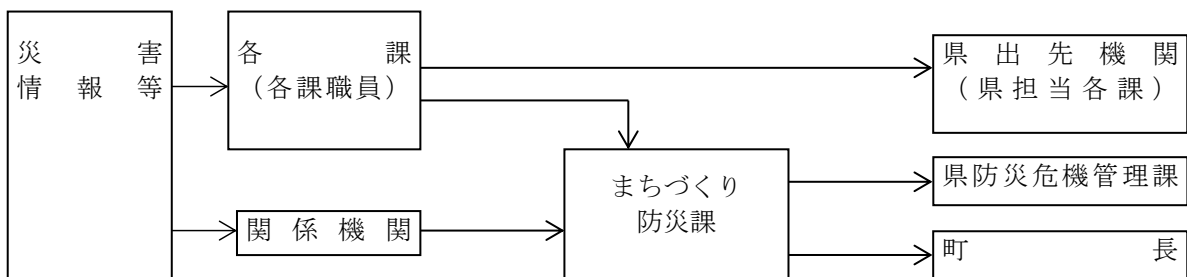 災害
情報等
各課
（各課職員）
関係機関
まちづくり
防災課
県出先機関
（県担当各課）
県防災危機管理課
町長